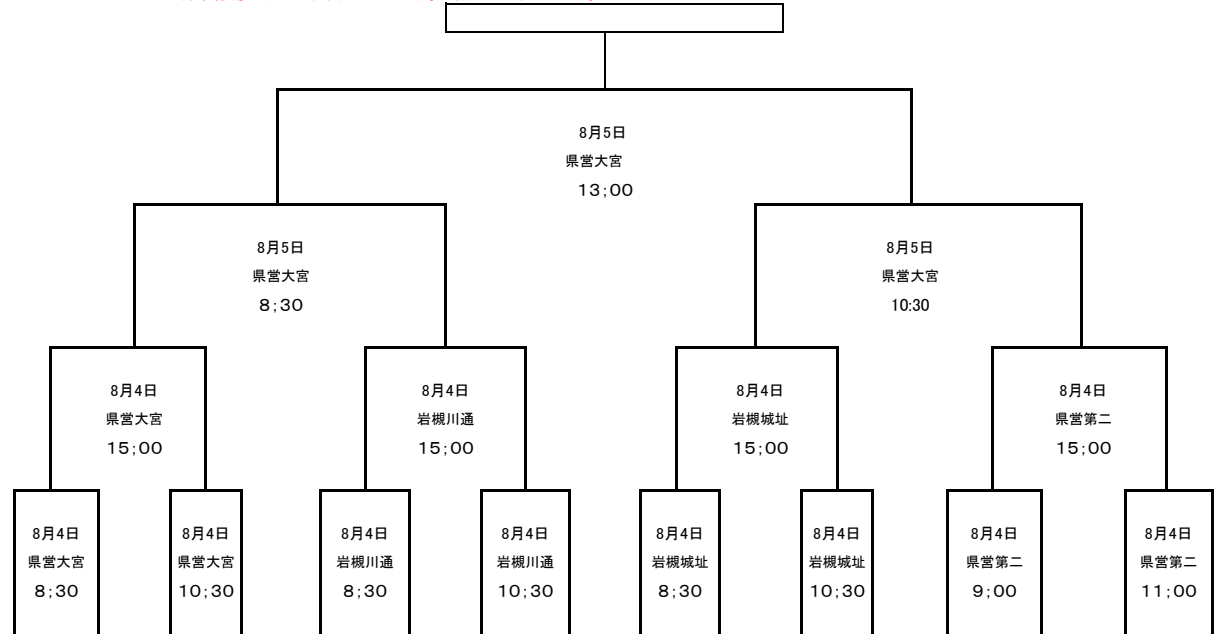 8月5日
県営大宮
13;00
8月5日
県営大宮
8;30
8月5日
県営大宮
10:30
8月4日
県営大宮
15;00
8月4日
岩槻川通
15;00
8月4日
岩槻城址
15;00
8月4日
県営第二
15;00
8月4日
県営大宮
8;30
8月4日
県営大宮
10;30
8月4日
岩槻川通
8;30
8月4日
岩槻川通
10;30
8月4日
岩槻城址
8;30
8月4日
岩槻城址
10;30
8月4日
県営第二
9;00
8月4日
県営第二
11;00